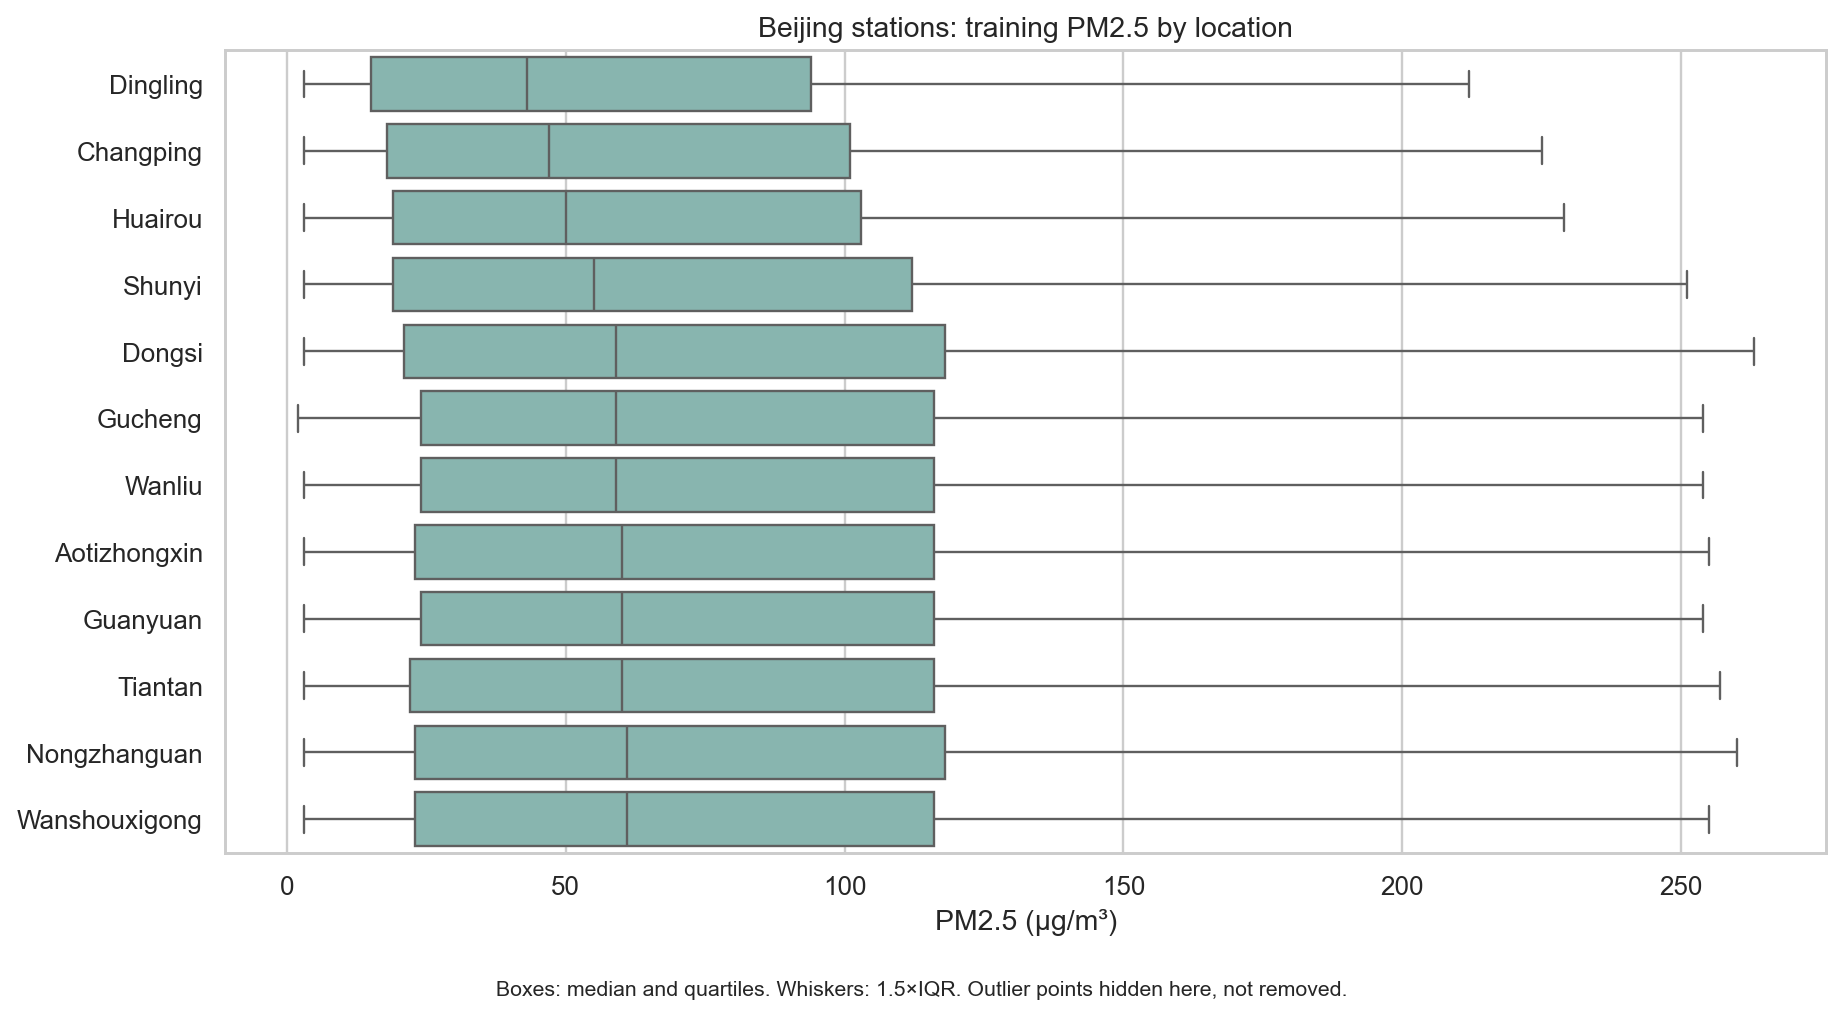 Beijing stations: training PM2.5 by location
Dingling
Changping
Huairou
Shunyi
Dongsi
Gucheng
Wanliu
Aotizhongxin
Guanyuan
Tiantan
Nongzhanguan
Wanshouxigong
0 50 100 150 200 250
PM2.5 (µg/m³)
Boxes: median and quartiles. Whiskers: 1.5×IQR. Outlier points hidden here, not removed.